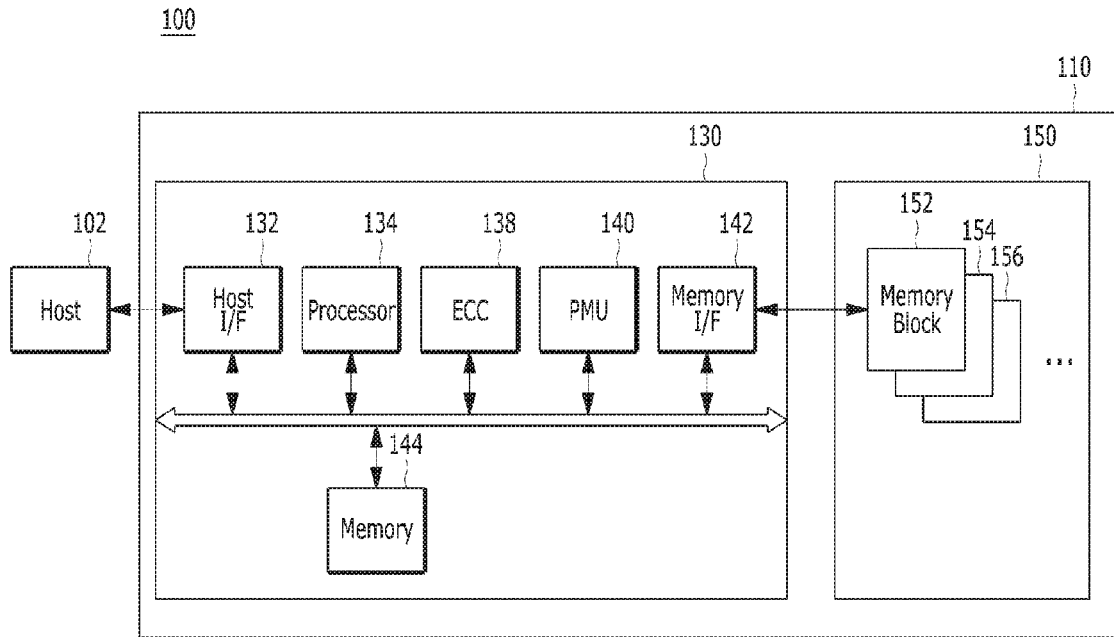 100
110
130
150
102
132
134
138
140
142
152
154
156
Host
Host
I/F
Processor
ECC
PMU
Memory
I/F
Memory
Block
...
144
Memory